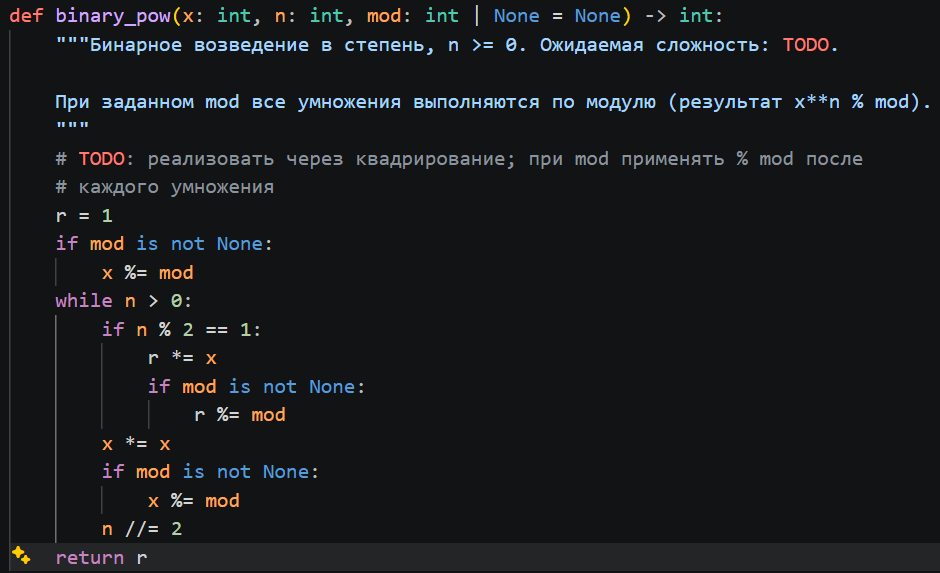 def binary_pow(x: int, n: int, mod: int | None = None) -> int:
    """Бинарное возведение в степень, n >= 0. Ожидаемая сложность: TODO.

    При заданном mod все умножения выполняются по модулю (результат x**n % mod).
    """
    # TODO: реализовать через квадрирование; при mod применять % mod после
    # каждого умножения
    r = 1
    if mod is not None:
        x %= mod
    while n > 0:
        if n % 2 == 1:
            r *= x
            if mod is not None:
                r %= mod
        x *= x
        if mod is not None:
            x %= mod
        n //= 2
    return r